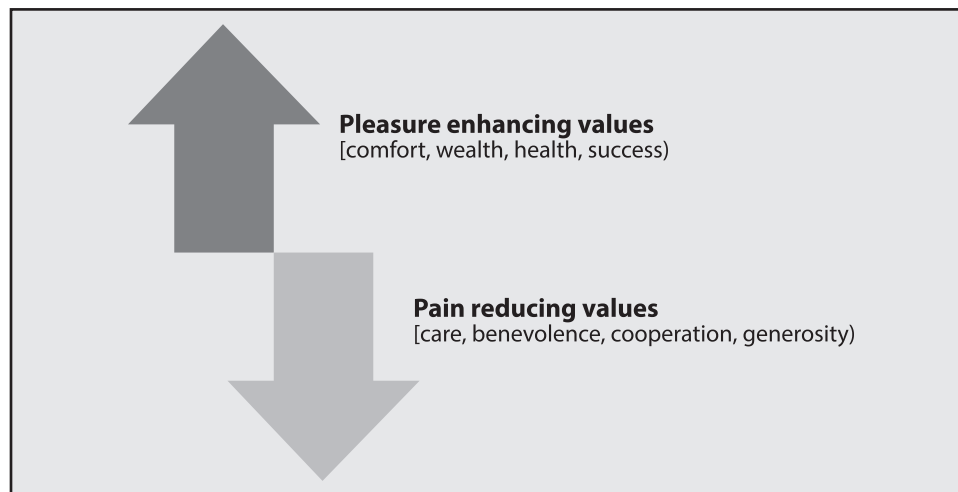 Pleasure enhancing values
[comfort, wealth, health, success)
Pain reducing values
[care, benevolence, cooperation, generosity)